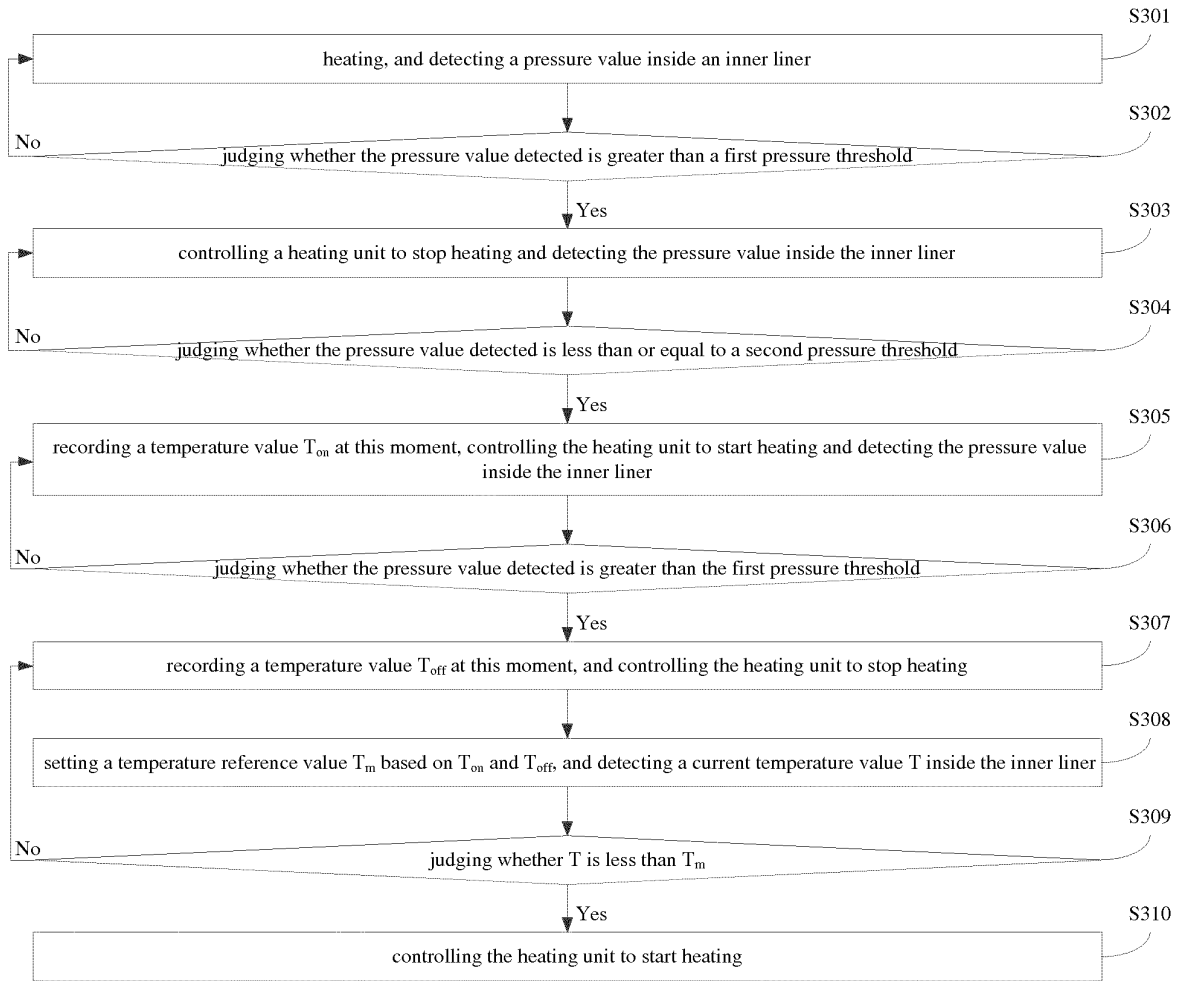 S301
heating, and detecting a pressure value inside an inner liner
S302
No
judging whether the pressure value detected is greater than a first pressure threshold
Yes
S303
controlling a heating unit to stop heating and detecting the pressure value inside the inner liner
S304
No
judging whether the pressure value detected is less than or equal to a second pressure threshold
Yes
S305
recording a temperature value Ton at this moment, controlling the heating unit to start heating and detecting the pressure value
inside the inner liner
S306
No
judging whether the pressure value detected is greater than the first pressure threshold
Yes
S307
recording a temperature value Toff at this moment, and controlling the heating unit to stop heating
S308
setting a temperature reference value Tm based on Ton and Toff, and detecting a current temperature value T inside the inner liner
S309
No
judging whether T is less than Tm
Yes
S310
controlling the heating unit to start heating